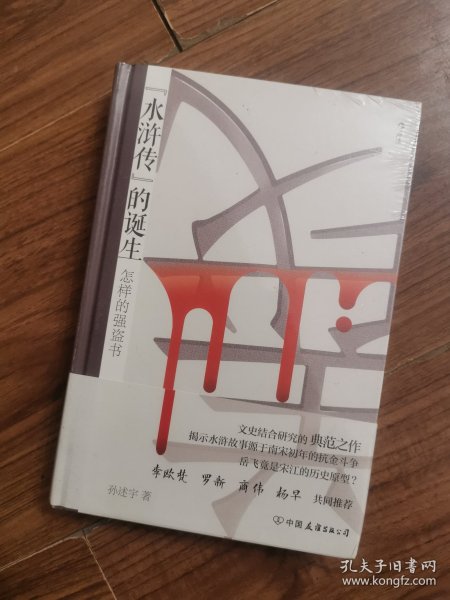 『水浒传』的诞生
怎样的强盗书
文史结合研究的 典范之作
揭示水浒故事源于南宋初年的抗金斗争
岳飞竟是宋江的历史原型？
李欧梵 罗新 商伟 杨早 共同推荐
孙述宇 著
中国友谊出版公司
孔夫子旧书网
www.kongfz.com